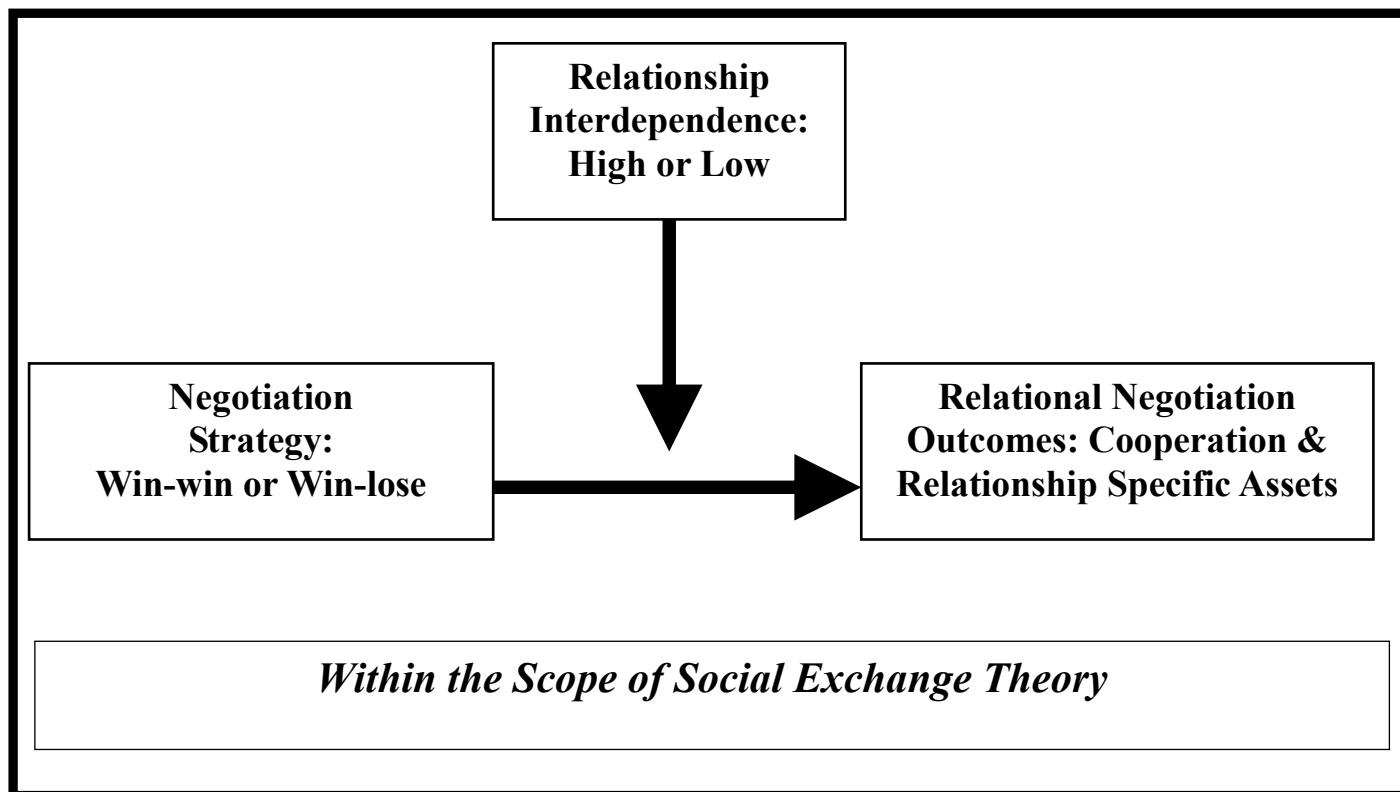 Relationship
Interdependence:
High or Low
Negotiation
Strategy:
Win-win or Win-lose
Relational Negotiation
Outcomes: Cooperation &
Relationship Specific Assets
Within the Scope of Social Exchange Theory